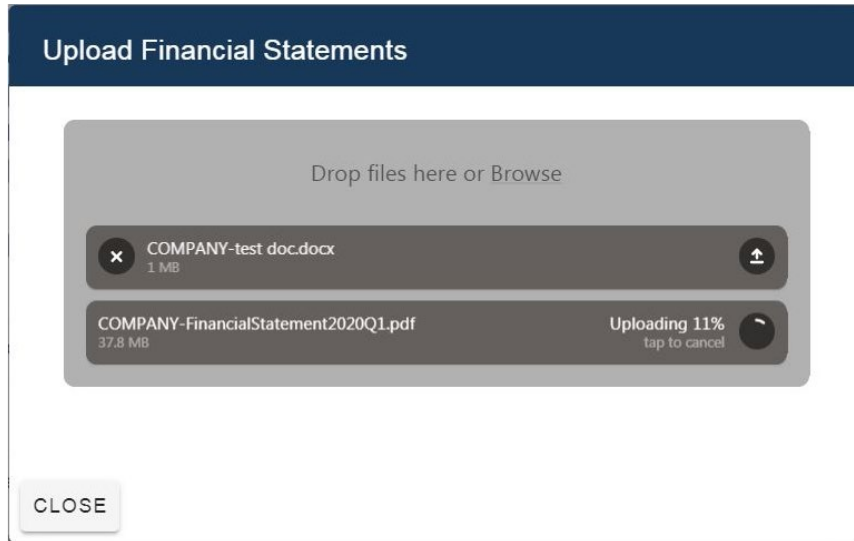 Upload Financial Statements
Drop files here or Browse
COMPANY-test doc.docx
1 MB
COMPANY-FinancialStatement2020Q1.pdf
37.8 MB
Uploading 11%
tap to cancel
CLOSE